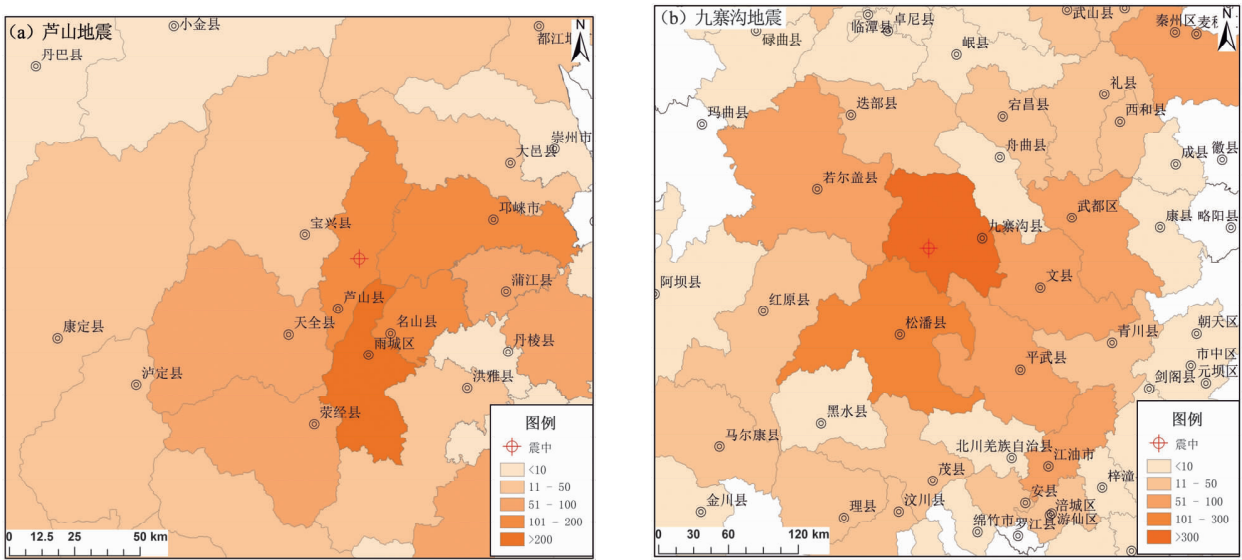 (a) 芦山地震
小金县
丹巴县
N
崇州市
大邑县
邛崃市
宝兴县
蒲江县
芦山县
康定县
天全县
名山县
雨城区
丹棱县
泸定县
洪雅县
荥经县
图例
震中
<10
11 - 50
51 - 100
101 - 200
>200
0 12.5 25 50 km
(b) 九寨沟地震
临潭县
卓尼县
武山县
秦州区
碌曲县
岷县
N
玛曲县
迭部县
宕昌县
礼县
西和县
舟曲县
成县
徽县
若尔盖县
武都区
康县
略阳县
九寨沟县
阿坝县
红原县
文县
松潘县
青川县
朝天区
平武县
市中区
剑阁县
元坝区
黑水县
马尔康县
北川羌族自治县
江油市
茂县
梓潼
金川县
理县
汶川县
安县
涪城区
游仙区
绵竹市
罗江县
图例
震中
<10
11 - 50
51 - 100
101 - 300
>300
0 30 60 120 km